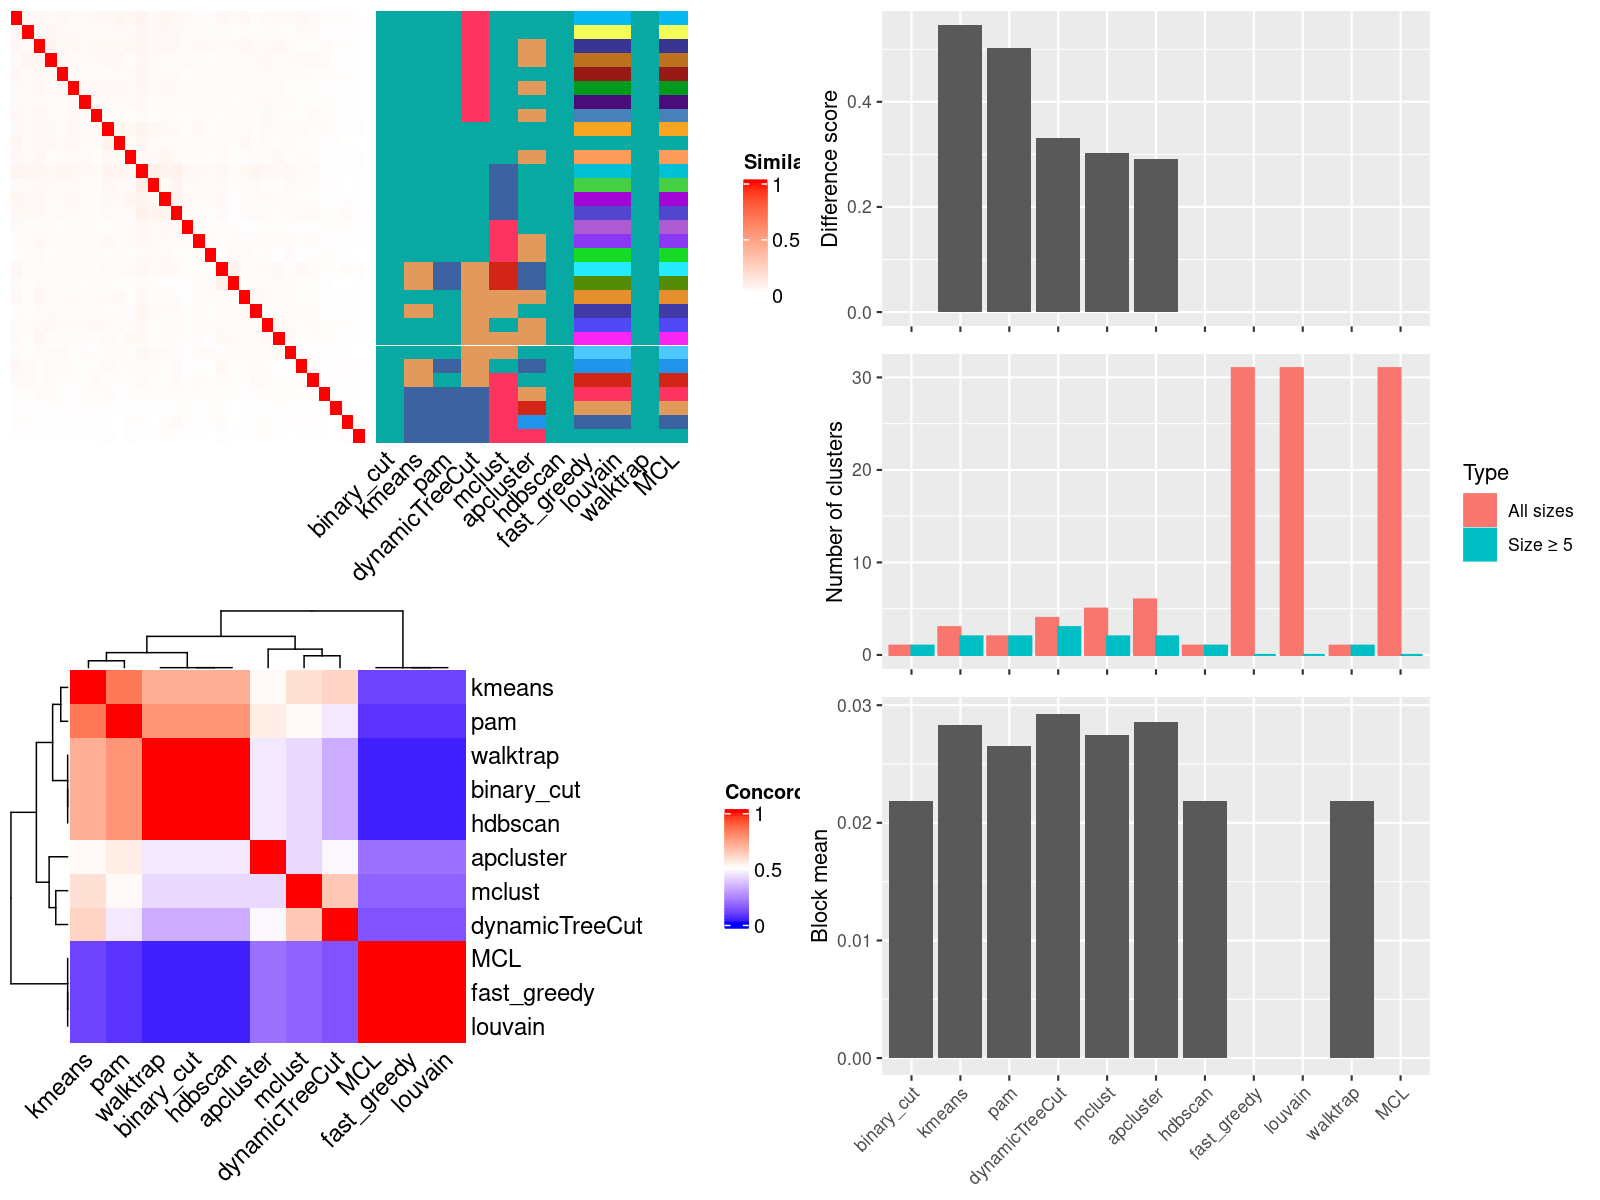 Simila
1
0.5
0
binary_cut
kmeans
pam
dynamicTreeCut
mclust
apcluster
hdbscan
fast_greedy
louvain
walktrap
MCL
kmeans
pam
walktrap
binary_cut
hdbscan
apcluster
mclust
dynamicTreeCut
MCL
fast_greedy
louvain
kmeans
pam
walktrap
binary_cut
hdbscan
apcluster
mclust
dynamicTreeCut
MCL
fast_greedy
louvain
Concord
1
0.5
0
Difference score
0.4
0.2
0.0
Number of clusters
30
20
10
0
Type
All sizes
Size ≥ 5
Block mean
0.03
0.02
0.01
0.00
binary_cut
kmeans
pam
dynamicTreeCut
mclust
apcluster
hdbscan
fast_greedy
louvain
walktrap
MCL